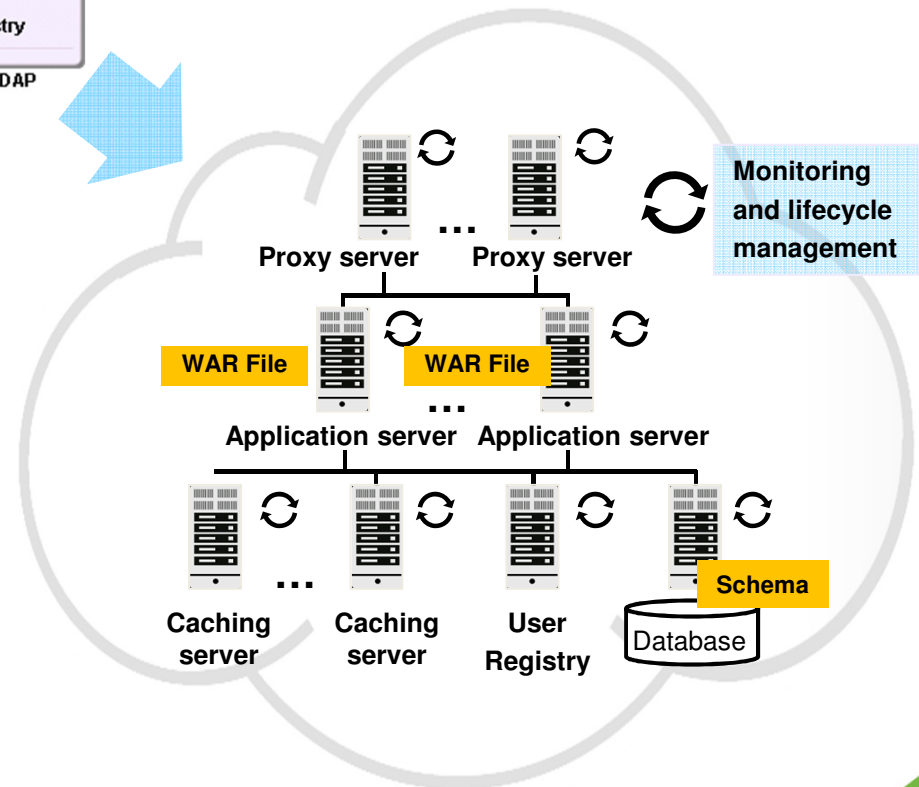 stry
DAP
Monitoring
and lifecycle
management
...
Proxy server Proxy server
WAR File WAR File
...
Application server Application server
...
Schema
Caching
server
Caching
server
User
Registry
Database